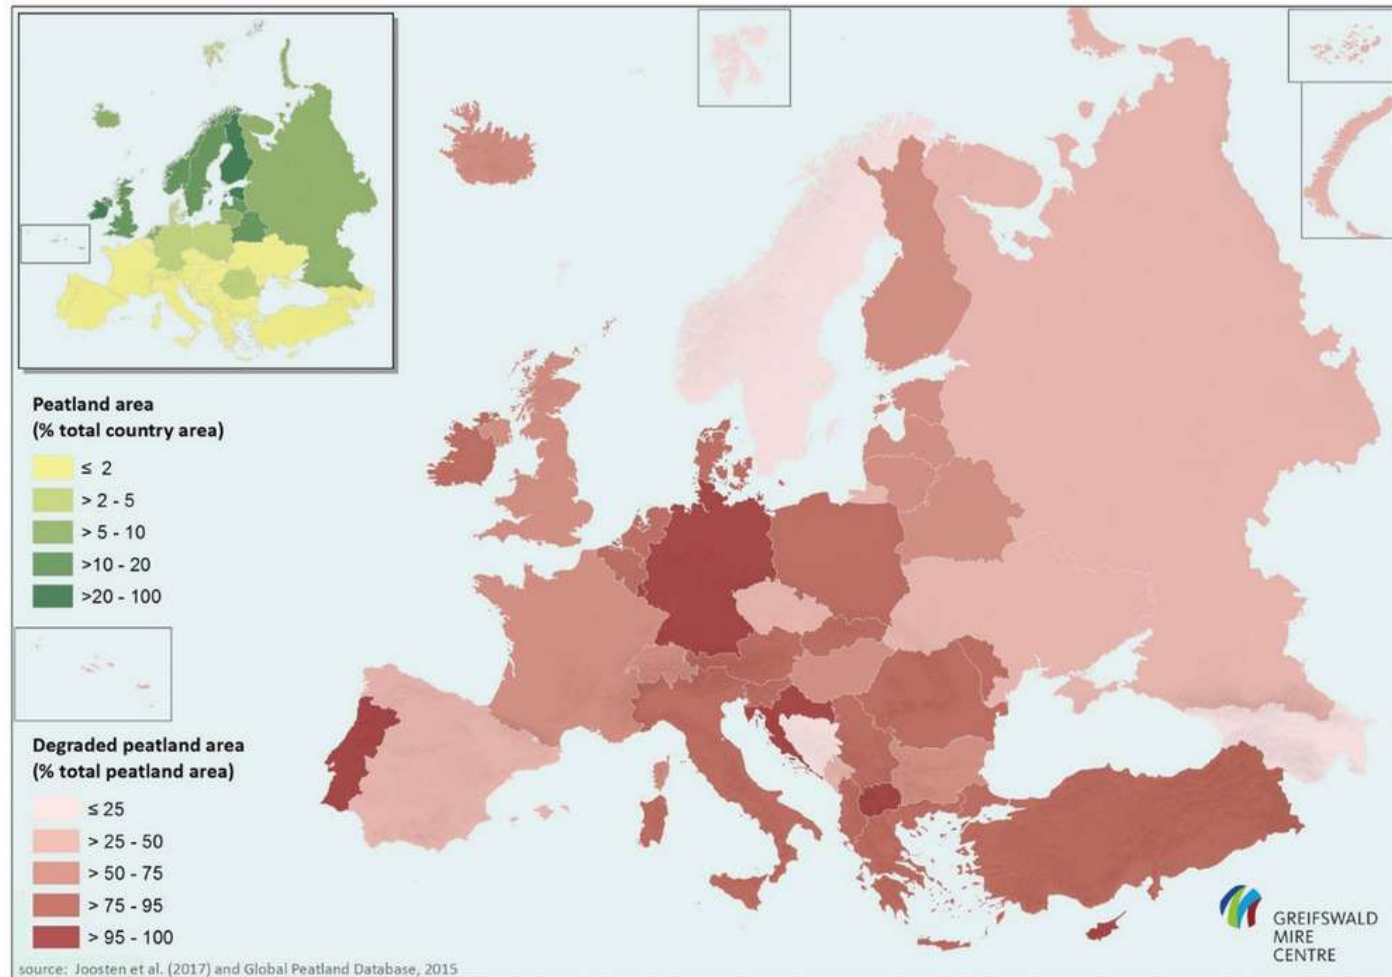 Peatland area
(% total country area)
≤ 2
> 2 - 5
> 5 - 10
>10 - 20
>20 - 100
Degraded peatland area
(% total peatland area)
≤ 25
> 25 - 50
> 50 - 75
> 75 - 95
> 95 - 100
GREIFSWALD
MIRE
CENTRE
source: Joosten et al. (2017) and Global Peatland Database, 2015